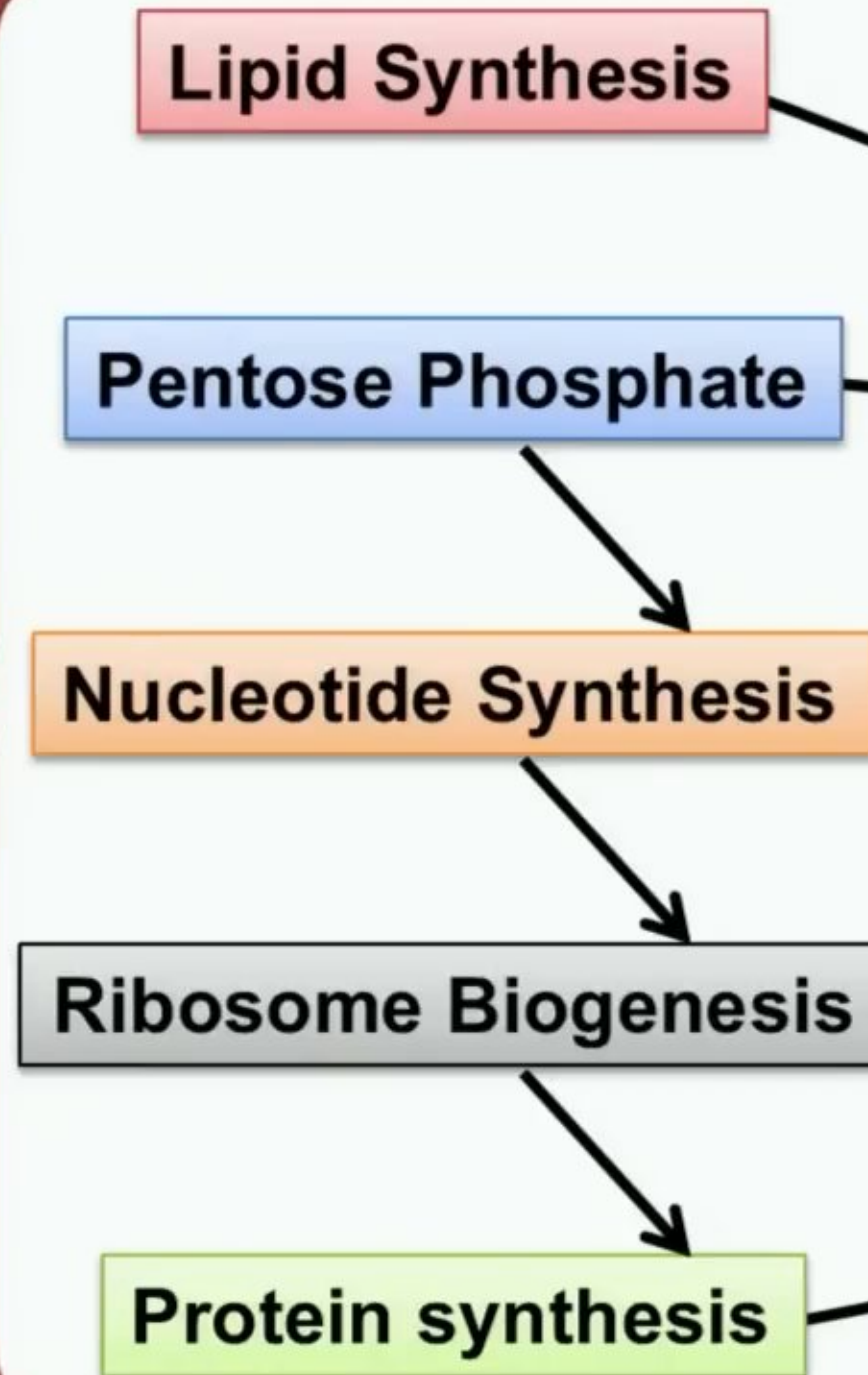 Lipid Synthesis
Pentose Phosphate
Nucleotide Synthesis
Ribosome Biogenesis
Protein synthesis